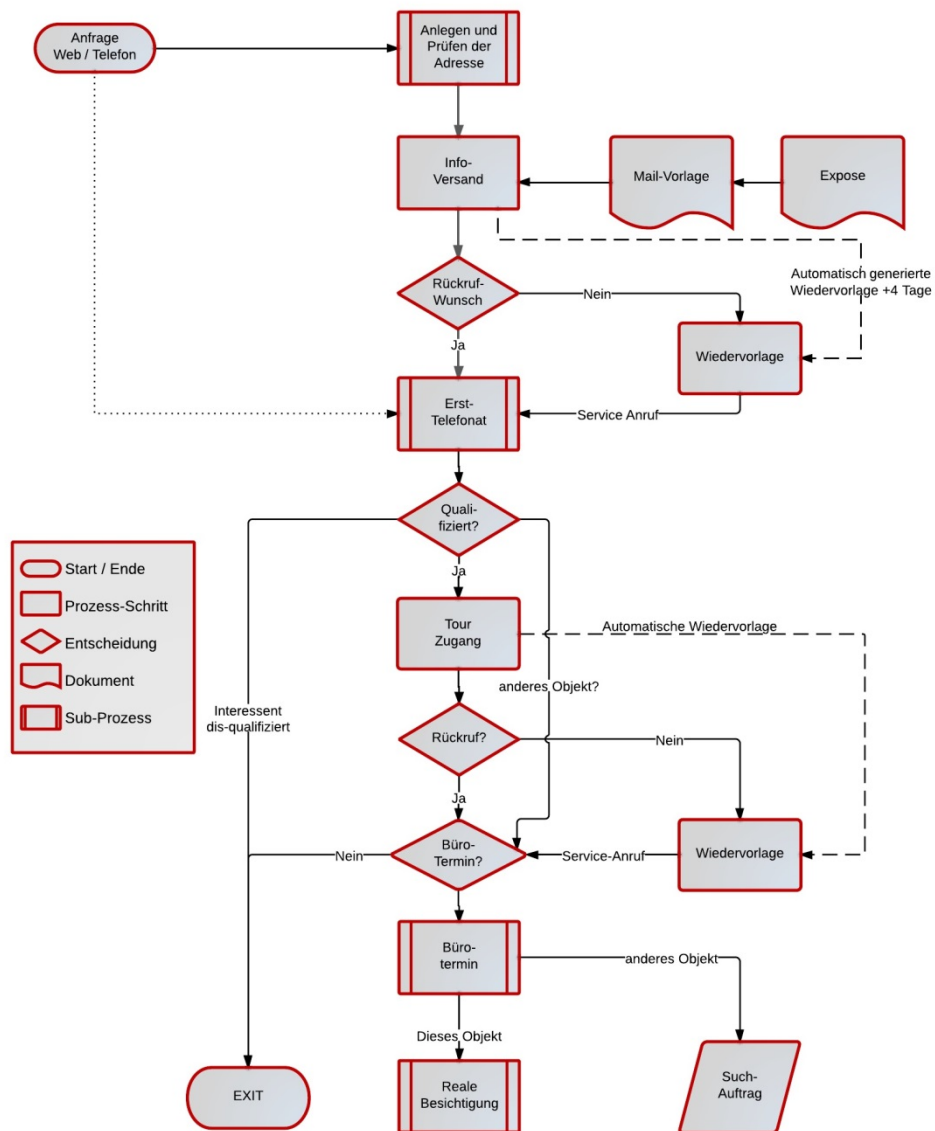 Anfrage
Web / Telefon
Anlegen und
Prüfen der
Adresse
Info-
Versand
Mail-Vorlage
Expose
Automatisch generierte
Wiedervorlage +4 Tage
Rückruf-
Wunsch
Nein
Ja
Wiedervorlage
Erst-
Telefonat
Service Anruf
Quali-
fiziert?
Ja
Start / Ende
Prozess-Schritt
Entscheidung
Dokument
Sub-Prozess
Tour
Zugang
Automatische Wiedervorlage
anderes Objekt?
Interessent
dis-qualifiziert
Rückruf?
Nein
Ja
Büro-
Termin?
Nein
Service-Anruf
Wiedervorlage
Büro-
termin
anderes Objekt
Dieses Objekt
EXIT
Reale
Besichtigung
Such-
Auftrag